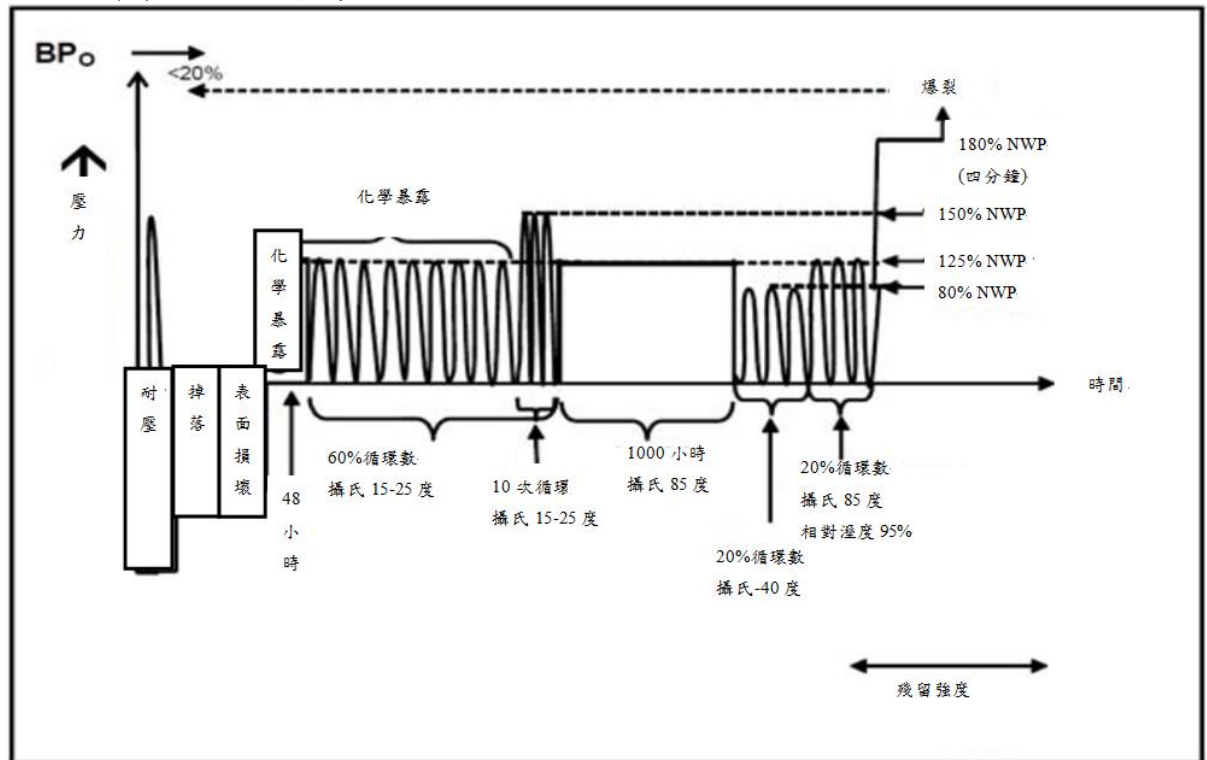 BPo
<20%
爆裂
180% NWP
(四分鐘)
壓
力
化學暴露
150% NWP
化
學
暴
露
125% NWP
80% NWP
耐
壓
掉
落
表
面
損
壞
時間
48
小
時
60%循環數
攝氏 15-25 度
10 次循環
攝氏 15-25 度
1000 小時
攝氏 85 度
20%循環數
攝氏 85 度
相對溼度 95%
20%循環數
攝氏-40 度
殘留強度